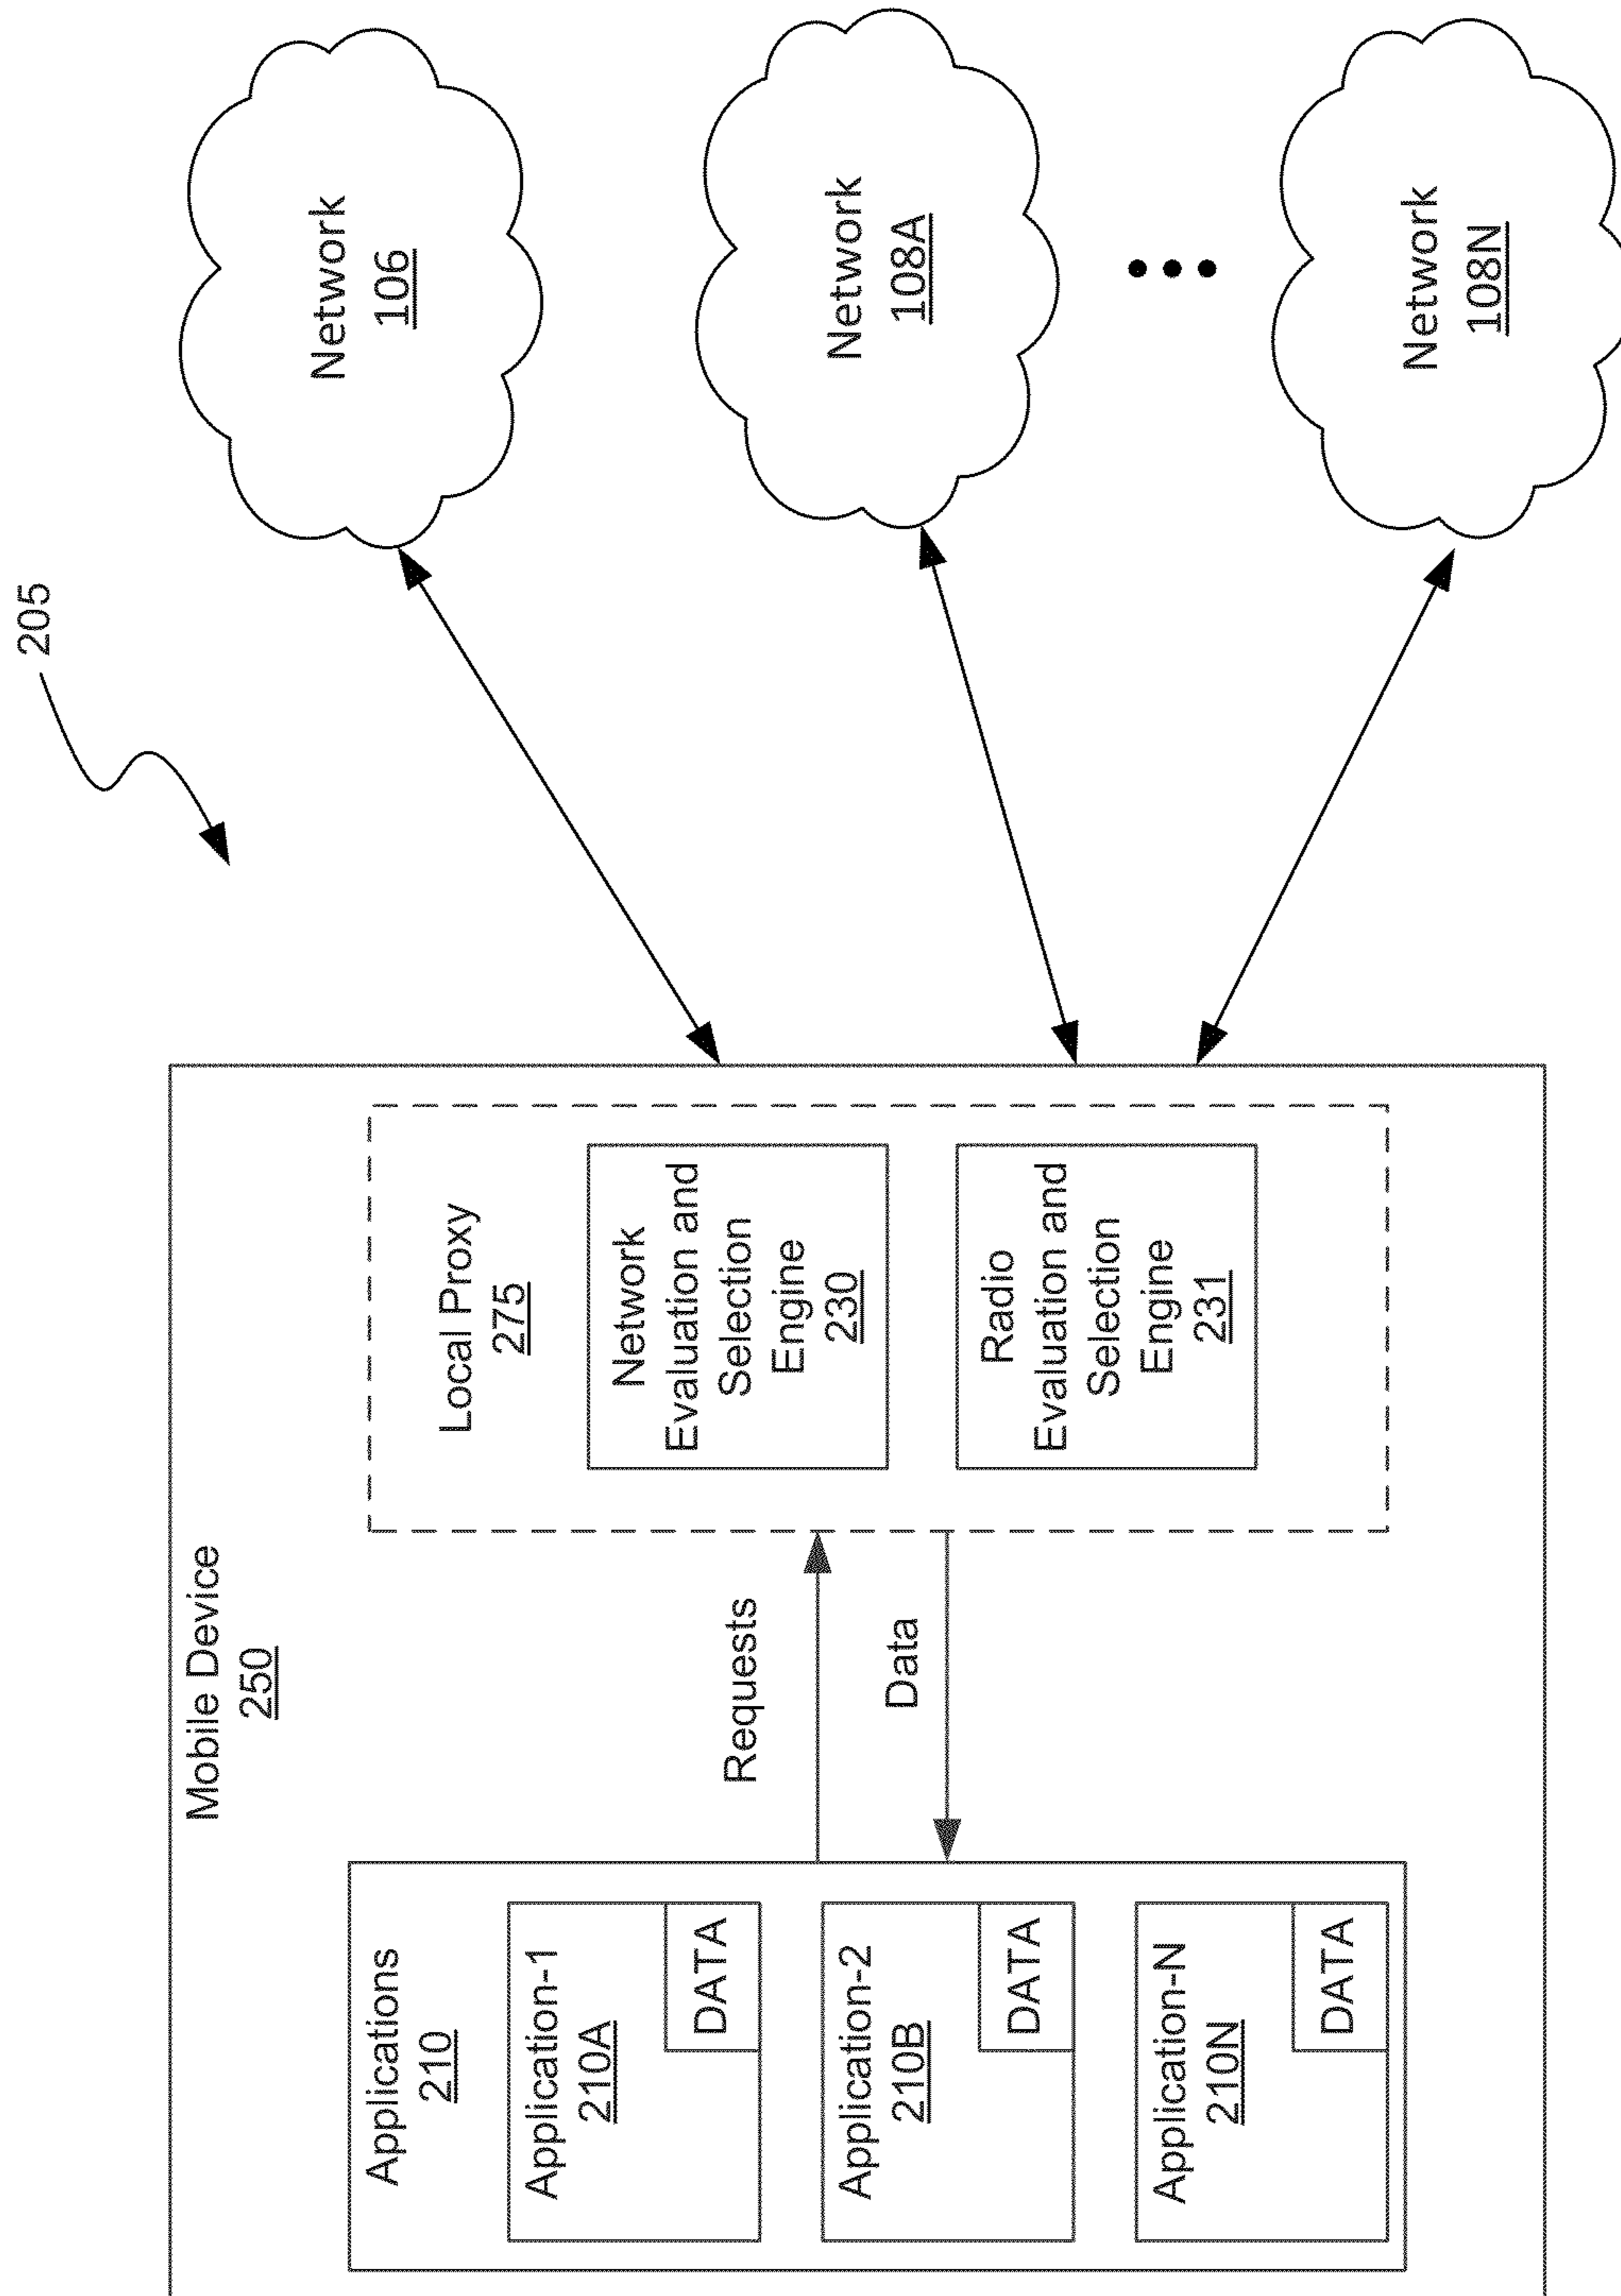 205
Mobile Device
250
Applications
210
Application-1
210A
DATA
Application-2
210B
DATA
Application-N
210N
DATA
Requests
Data
Local Proxy
275
Network
Evaluation and
Selection
Engine
230
Radio
Evaluation and
Selection
Engine
231
Network
106
Network
108A
Network
108N